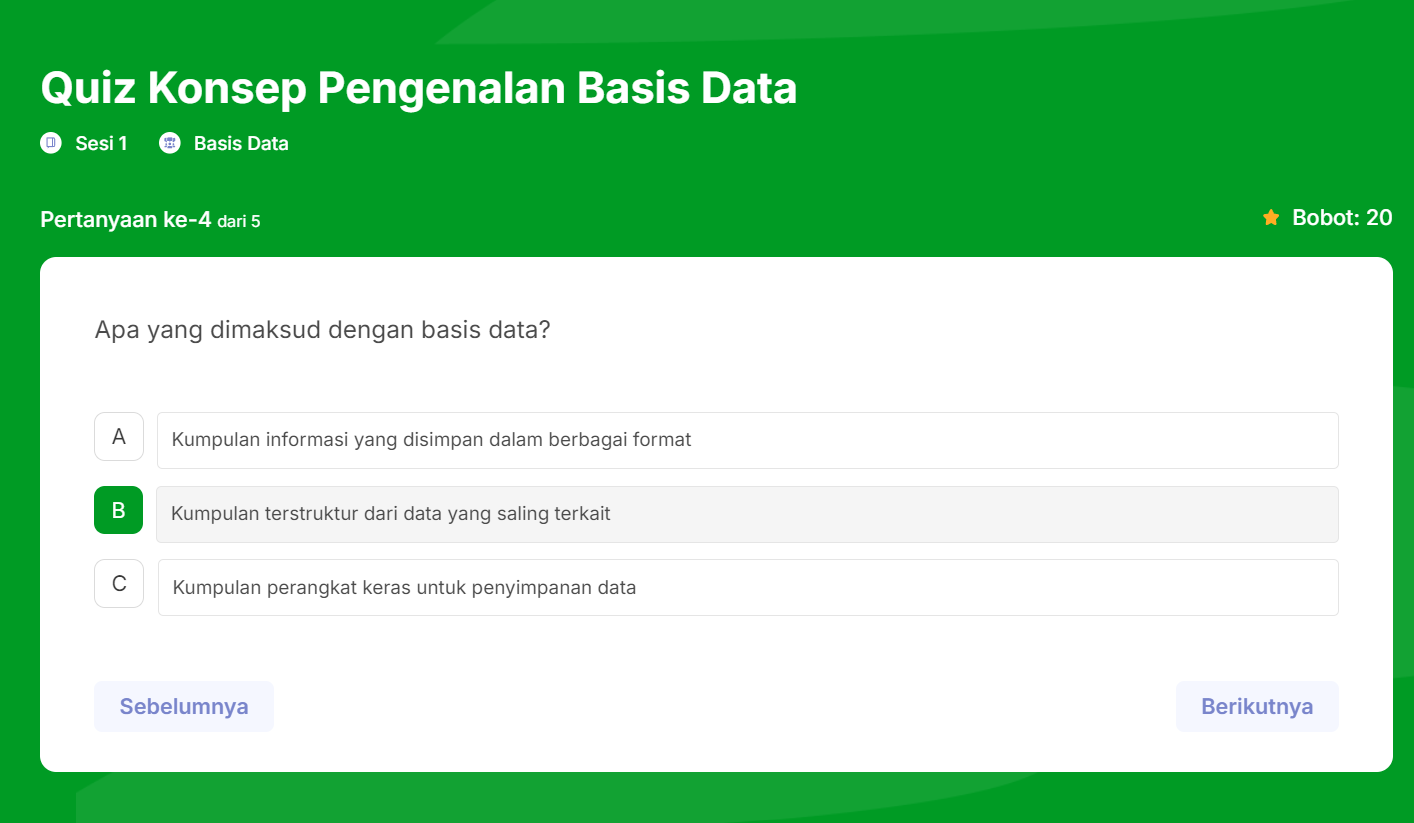 Quiz Konsep Pengenalan Basis Data
Sesi 1 Basis Data
Pertanyaan ke-4 dari 5
Bobot: 20
Apa yang dimaksud dengan basis data?
A Kumpulan informasi yang disimpan dalam berbagai format
B Kumpulan terstruktur dari data yang saling terkait
C Kumpulan perangkat keras untuk penyimpanan data
Sebelumnya Berikutnya